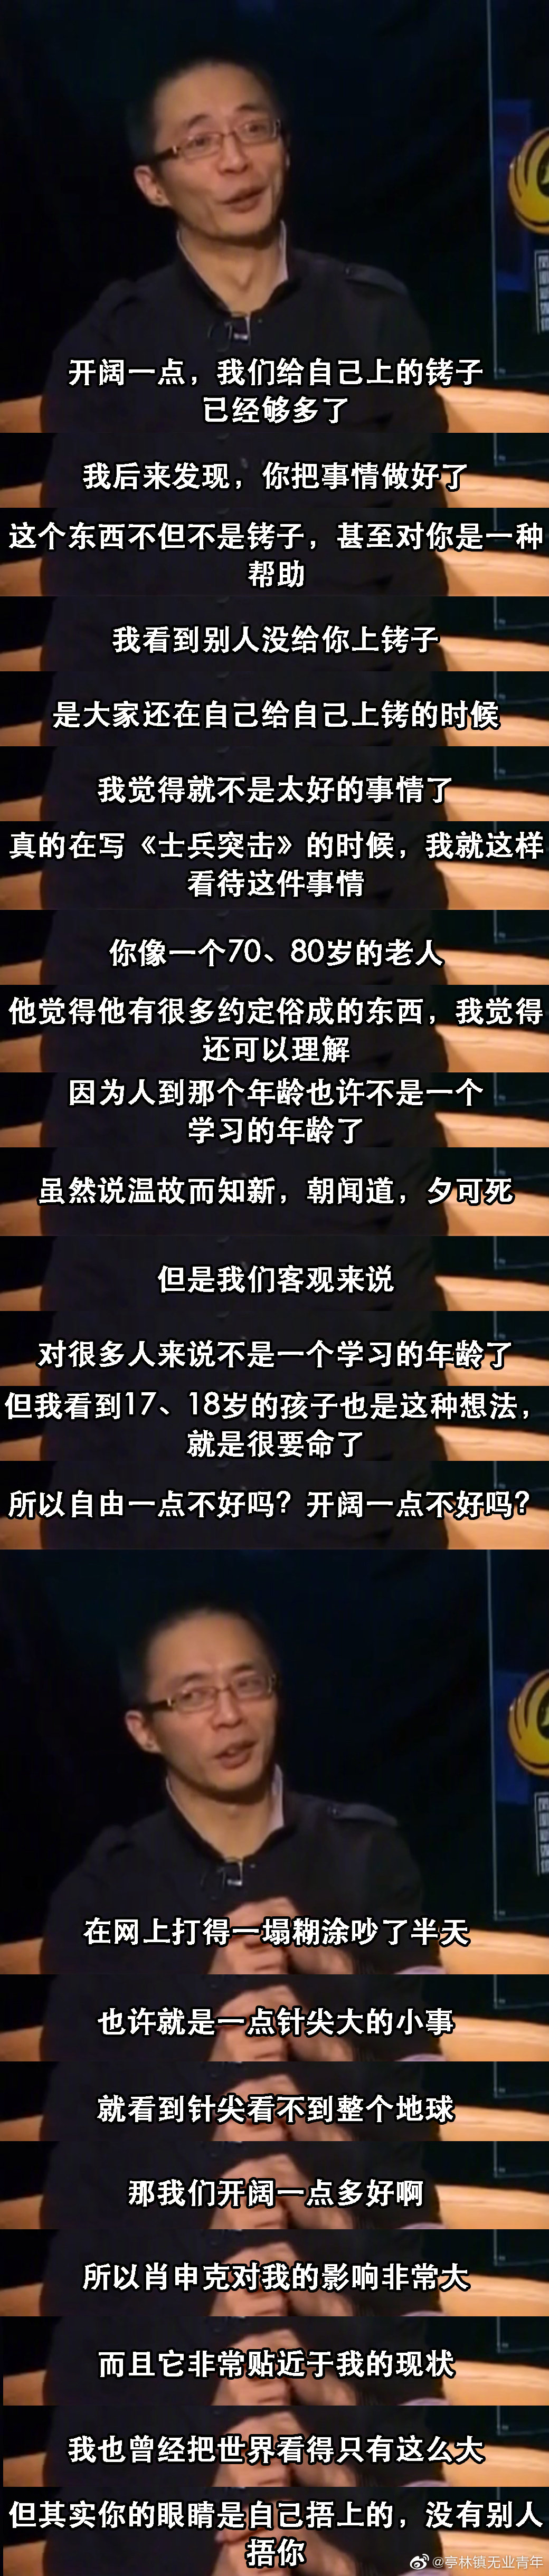 开阔一点，我们给自己上的铐子
已经够多了
我后来发现，你把事情做好了
这个东西不但不是铐子，甚至对你是一种
帮助
我看到别人没给你上铐子
是大家还在自己给自己上铐的时候
我觉得就不是太好的事情了
真的在写《士兵突击》的时候，我就这样
看待这件事情
你像一个70、80岁的老人
他觉得他有很多约定俗成的东西，我觉得
还可以理解
因为人到那个年龄也许不是一个
学习的年龄了
虽然说温故而知新，朝闻道，夕可死
但是我们客观来说
对很多人来说不是一个学习的年龄了
但我看到17、18岁的孩子也是这种想法，
就是很要命了
所以自由一点不好吗？开阔一点不好吗？
在网上打得一塌糊涂吵了半天
也许就是一点针尖大的小事
就看到针尖看不到整个地球
那我们开阔一点多好啊
所以肖申克对我的影响非常大
而且它非常贴近于我的现状
我也曾经把世界看得只有这么大
但其实你的眼睛是自己捂上的，没有别人
捂你
@亭林镇无业青年